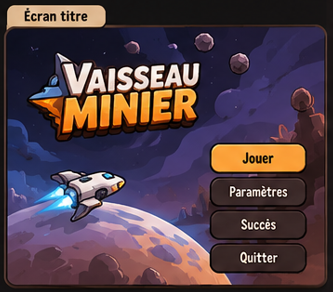 Écran titre
VAISSEAU
MINIER
Jouer
Paramètres
Succès
Quitter